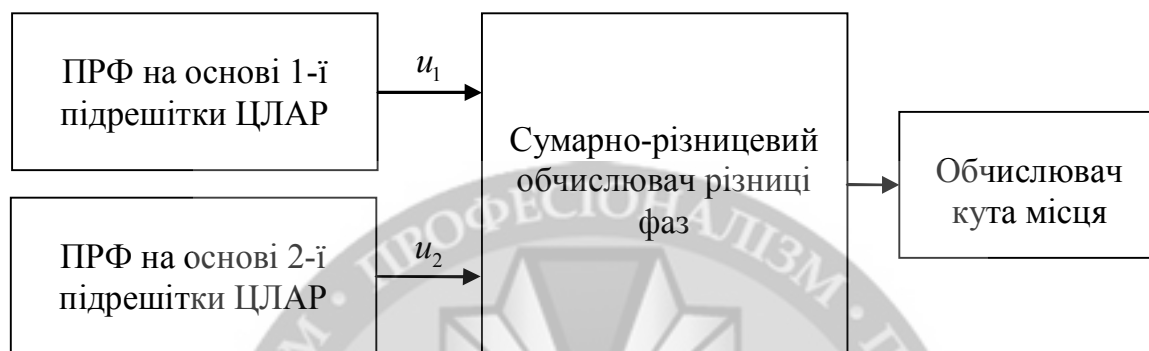 ПРФ на основі 1-ї
підрешітки ЦЛАР
u₁
ПРФ на основі 2-ї
підрешітки ЦЛАР
u₂
Сумарно-різницевий
обчислювач різниці
фаз
Обчислювач
кута місця
ПРОФЕСІОНАЛІЗМ